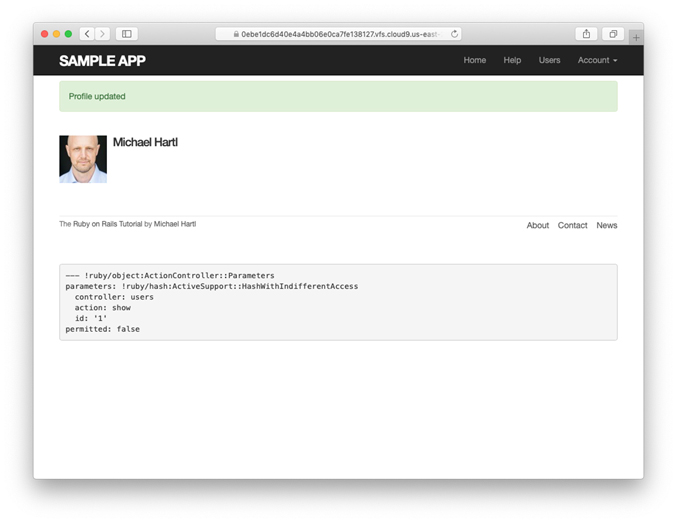 0ebe1dc6d40e4a4bb06e0ca7fe138127.vfs.cloud9.us-east-
SAMPLE APP
Home Help Users Account
Profile updated
Michael Hartl
The Ruby on Rails Tutorial by Michael Hartl
About Contact News
--- !ruby/object:ActionController::Parameters
parameters: !ruby/hash:ActiveSupport::HashWithIndifferentAccess
  controller: users
  action: show
  id: '1'
permitted: false